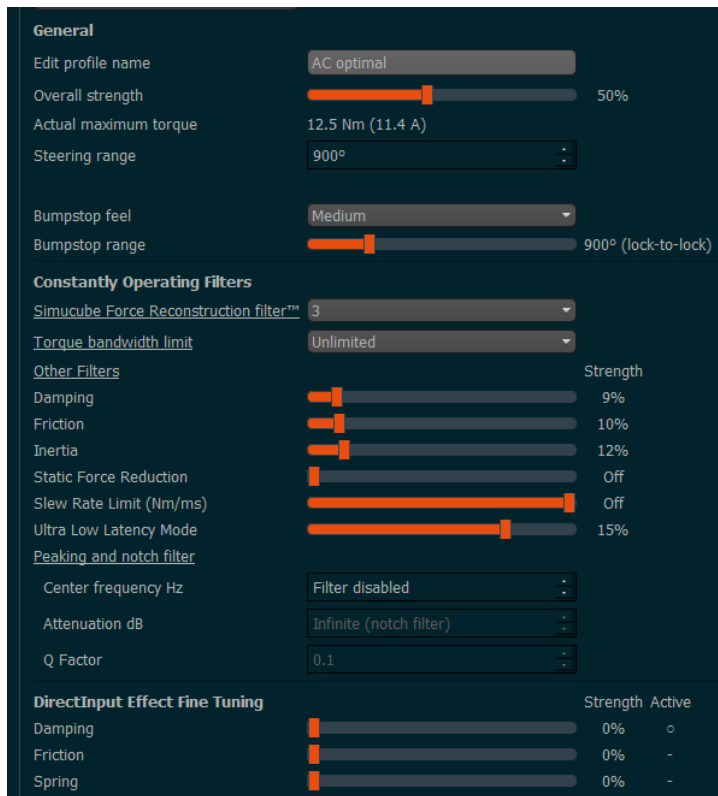 General
Edit profile name AC optimal
Overall strength 50%
Actual maximum torque 12.5 Nm (11.4 A)
Steering range 900°
Bumpstop feel Medium
Bumpstop range 900° (lock-to-lock)
Constantly Operating Filters
Simucube Force Reconstruction filter™ 3
Torque bandwidth limit Unlimited
Other Filters Strength
Damping 9%
Friction 10%
Inertia 12%
Static Force Reduction Off
Slew Rate Limit (Nm/ms) Off
Ultra Low Latency Mode 15%
Peaking and notch filter
Center frequency Hz Filter disabled
Attenuation dB Infinite (notch filter)
Q Factor 0.1
DirectInput Effect Fine Tuning Strength Active
Damping 0% ○
Friction 0% -
Spring 0% -